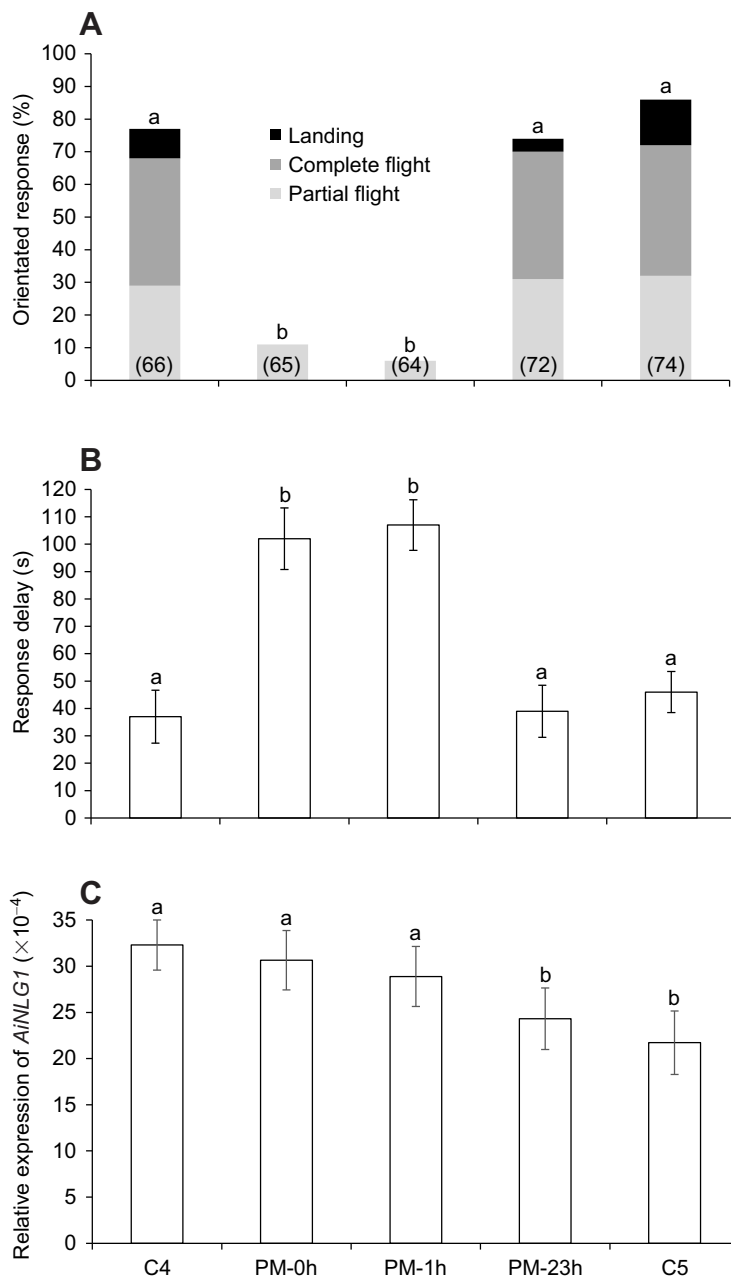 A
Orientated response (%)
100
90
80
70
60
50
40
30
20
10
0
a
b
b
a
a
Landing
Complete flight
Partial flight
(66)
(65)
(64)
(72)
(74)
B
Response delay (s)
120
110
100
90
80
70
60
50
40
30
20
10
0
a
b
b
a
a
C
Relative expression of AiNLG1 (×10⁻⁴)
35
30
25
20
15
10
5
0
a
a
a
b
b
C4
PM-0h
PM-1h
PM-23h
C5